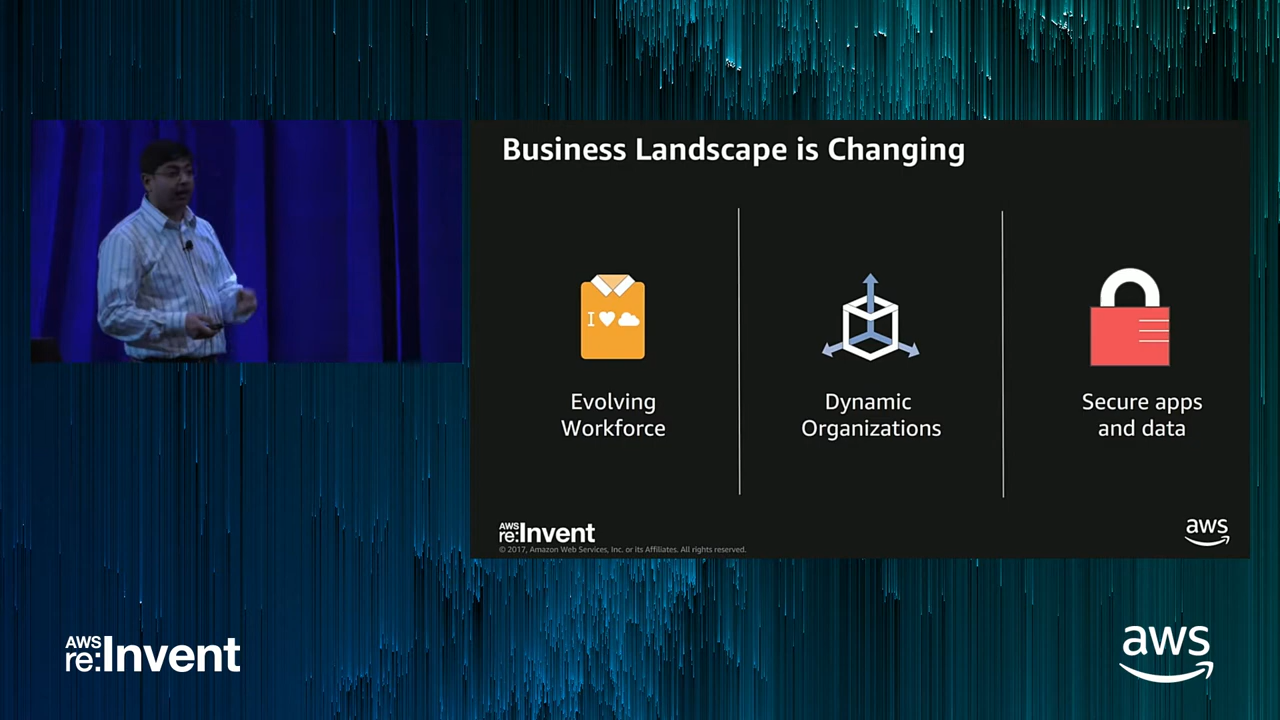 Business Landscape is Changing
I
Evolving
Workforce
Dynamic
Organizations
Secure apps
and data
AWS
re:Invent
© 2017, Amazon Web Services, Inc. or its Affiliates. All rights reserved.
aws
AWS
re:Invent
aws